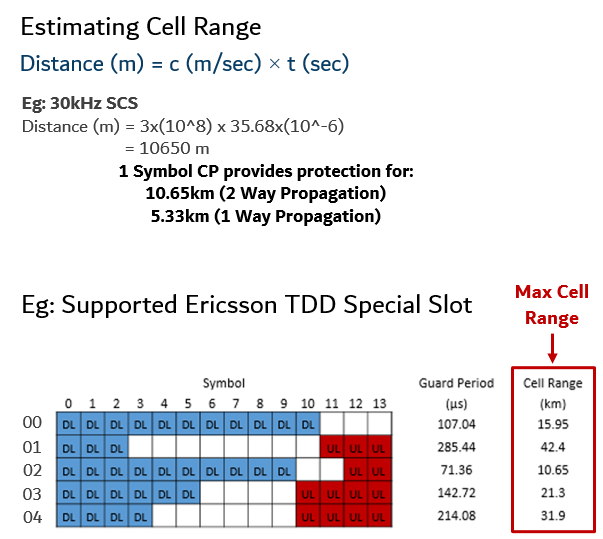 Estimating Cell Range
Distance (m) = c (m/sec) × t (sec)
Eg: 30kHz SCS
Distance (m) = 3x(10^8) x 35.68x(10^-6)
= 10650 m
1 Symbol CP provides protection for:
10.65km (2 Way Propagation)
5.33km (1 Way Propagation)
Max Cell
Range
Eg: Supported Ericsson TDD Special Slot
Symbol Guard Period Cell Range
0 1 2 3 4 5 6 7 8 9 10 11 12 13 (µs) (km)
00 DL DL DL DL DL DL DL DL DL DL DL 107.04 15.95
01 DL DL DL UL UL UL 285.44 42.4
02 DL DL DL DL DL DL DL DL DL DL UL UL 71.36 10.65
03 DL DL DL DL DL DL UL UL UL UL 142.72 21.3
04 DL DL DL DL UL UL UL UL 214.08 31.9